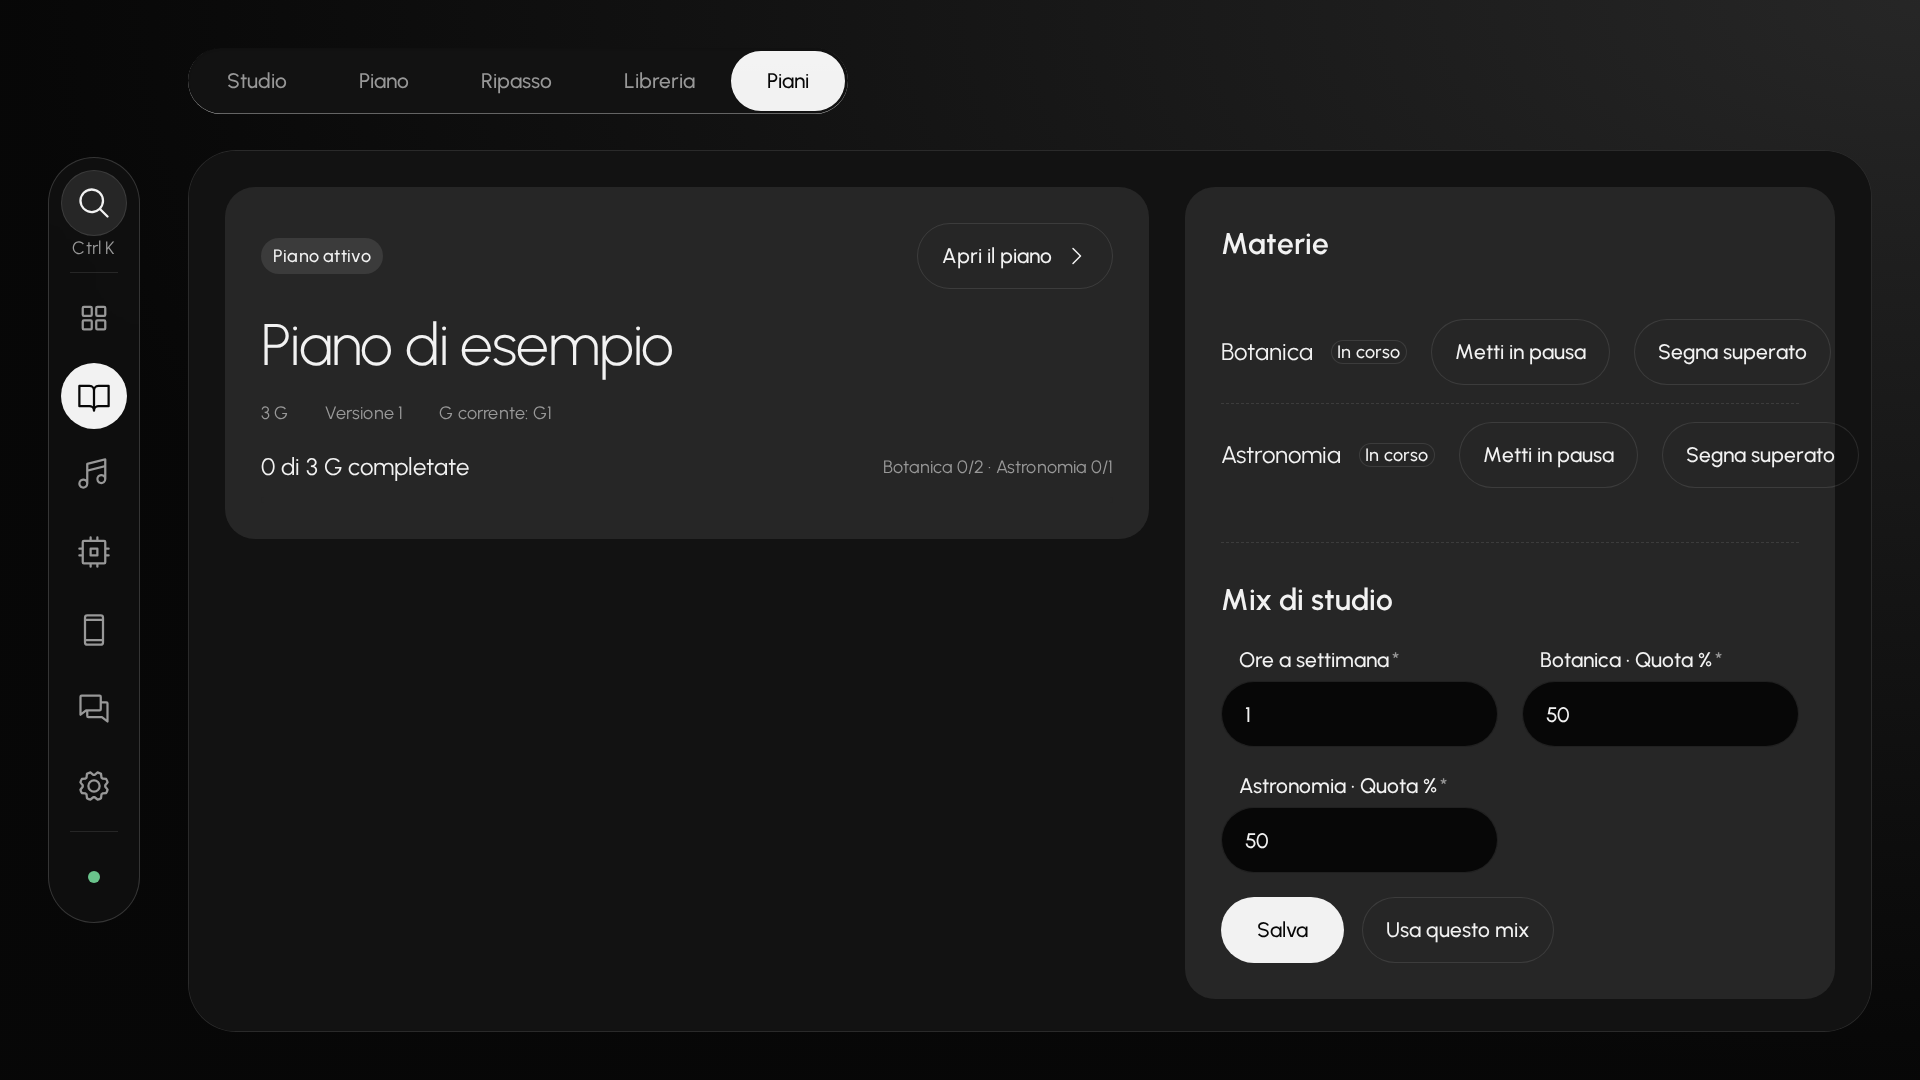 Studio Piano Ripasso Libreria Piani
Ctrl K
Piano attivo
Apri il piano
Piano di esempio
3 G Versione 1 G corrente: G1
0 di 3 G completate
Botanica 0/2 · Astronomia 0/1
Materie
Botanica In corso Metti in pausa Segna superato
Astronomia In corso Metti in pausa Segna superato
Mix di studio
Ore a settimana * Botanica · Quota % *
1 50
Astronomia · Quota % *
50
Salva Usa questo mix